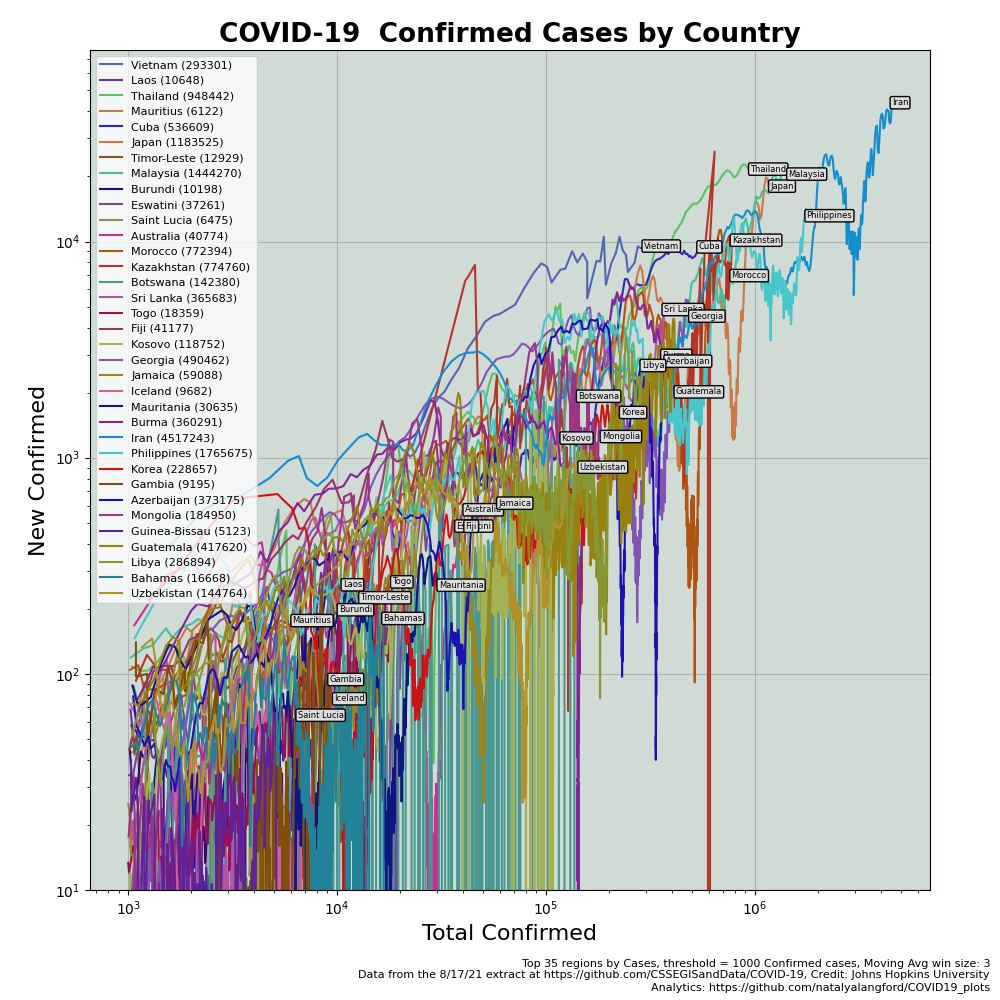 COVID-19  Confirmed Cases by Country
Vietnam (293301)
Laos (10648)
Thailand (948442)
Mauritius (6122)
Cuba (536609)
Japan (1183525)
Timor-Leste (12929)
Malaysia (1444270)
Burundi (10198)
Eswatini (37261)
Saint Lucia (6475)
Australia (40774)
Morocco (772394)
Kazakhstan (774760)
Botswana (142380)
Sri Lanka (365683)
Togo (18359)
Fiji (41177)
Kosovo (118752)
Georgia (490462)
Jamaica (59088)
Iceland (9682)
Mauritania (30635)
Burma (360291)
Iran (4517243)
Philippines (1765675)
Korea (228657)
Gambia (9195)
Azerbaijan (373175)
Mongolia (184950)
Guinea-Bissau (5123)
Guatemala (417620)
Libya (286894)
Bahamas (16668)
Uzbekistan (144764)
Iran
Thailand
Malaysia
Japan
Philippines
Vietnam
Cuba
Kazakhstan
Morocco
Sri Lanka
Georgia
Burma
Azerbaijan
Libya
Guatemala
Botswana
Korea
Kosovo
Mongolia
Uzbekistan
Jamaica
Australia
Fiji
Laos
Togo
Mauritania
Timor-Leste
Burundi
Mauritius
Bahamas
Gambia
Iceland
Saint Lucia
10⁴
10³
10²
10¹
New Confirmed
10³ 10⁴ 10⁵ 10⁶
Total Confirmed
Top 35 regions by Cases, threshold = 1000 Confirmed cases, Moving Avg win size: 3
Data from the 8/17/21 extract at https://github.com/CSSEGISandData/COVID-19, Credit: Johns Hopkins University
Analytics: https://github.com/natalyalangford/COVID19_plots